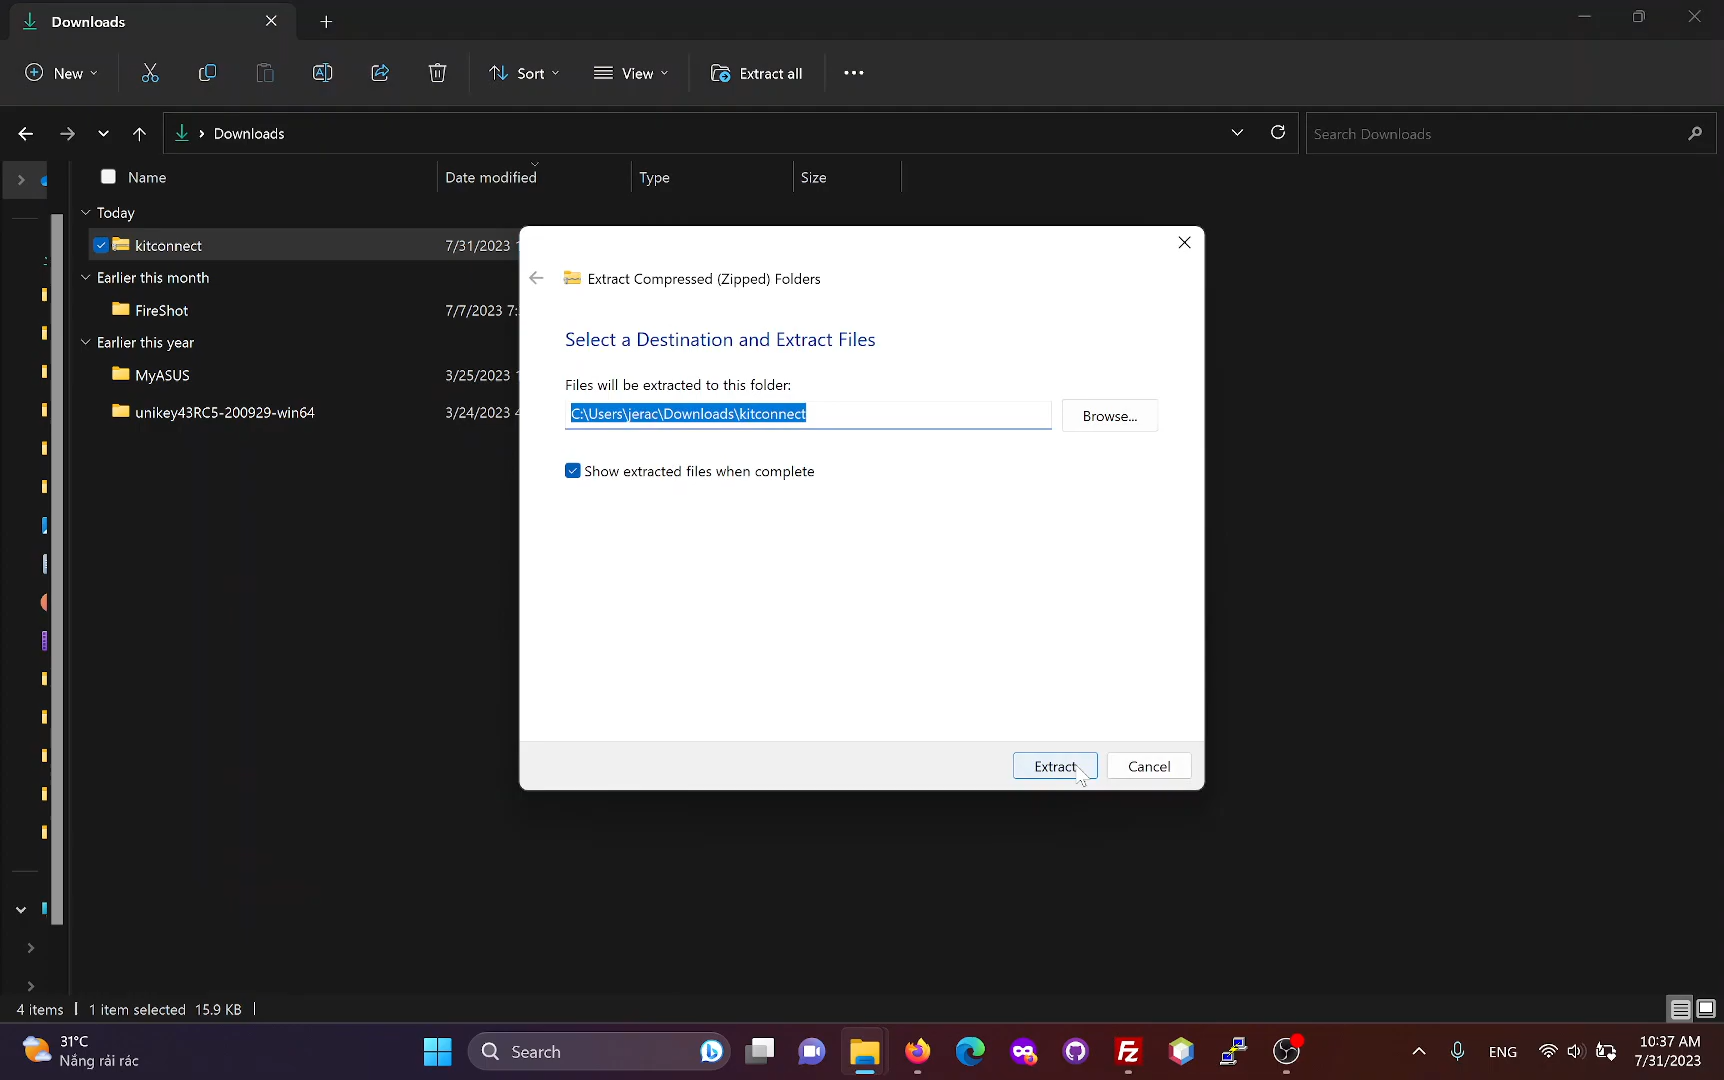 Downloads
New
Sort
View
Extract all
Downloads
Search Downloads
Name
Date modified
Type
Size
Today
kitconnect
7/31/2023
Earlier this month
FireShot
7/7/2023 7:
Earlier this year
MyASUS
3/25/2023
unikey43RC5-200929-win64
3/24/2023 4
Extract Compressed (Zipped) Folders
Select a Destination and Extract Files
Files will be extracted to this folder:
C:\Users\jerac\Downloads\kitconnect
Browse...
Show extracted files when complete
Extract
Cancel
4 items
1 item selected 15.9 KB
31°C
Nắng rải rác
Search
Fz
ENG
10:37 AM
7/31/2023